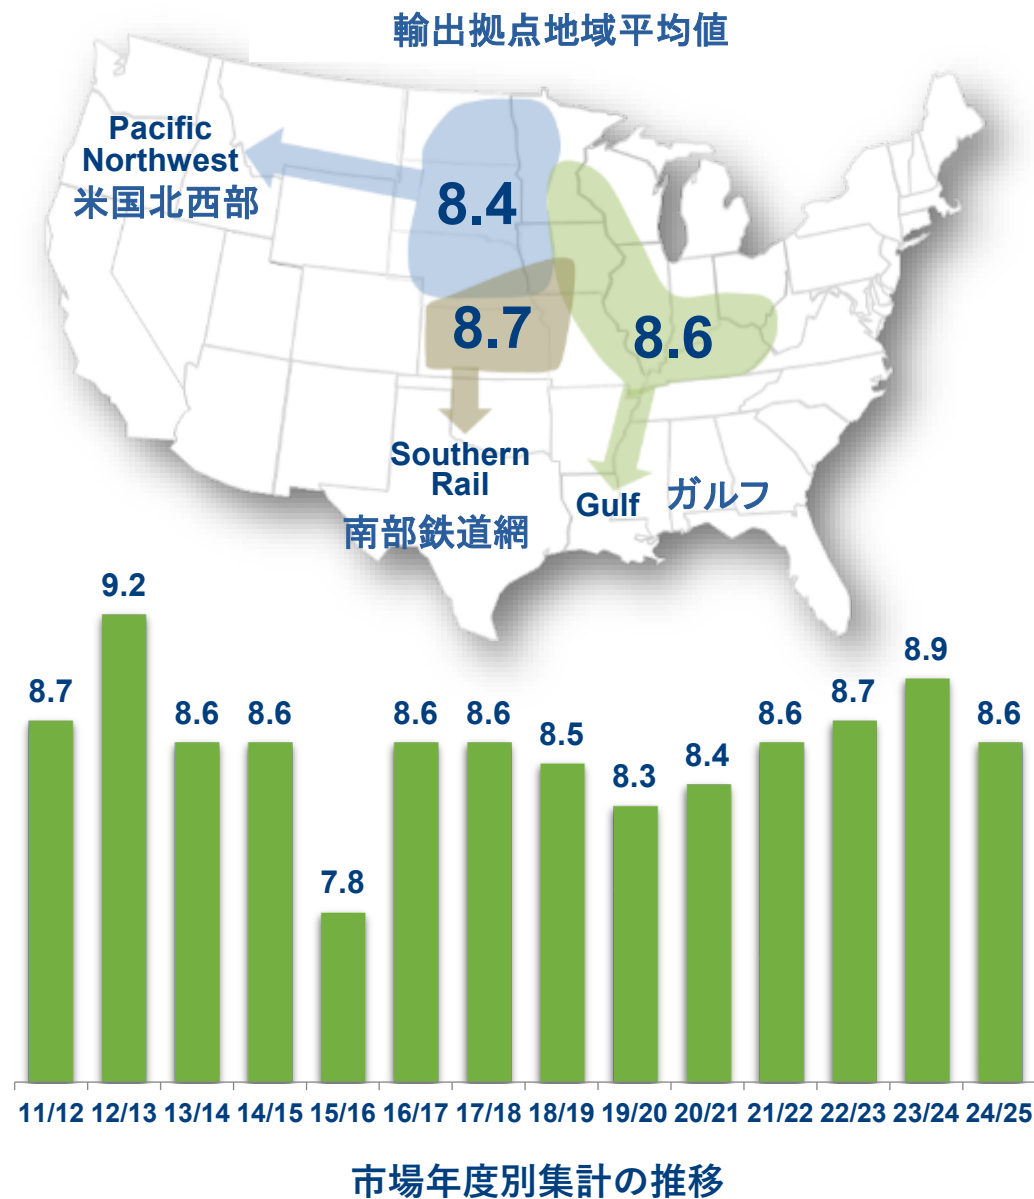 輸出拠点地域平均値
Pacific
Northwest
米国北西部
8.4
8.7
8.6
Southern
Rail
南部鉄道網
Gulf
ガルフ
8.7
9.2
8.6
8.6
7.8
8.6
8.6
8.5
8.3
8.4
8.6
8.7
8.9
8.6
11/12 12/13 13/14 14/15 15/16 16/17 17/18 18/19 19/20 20/21 21/22 22/23 23/24 24/25
市場年度別集計の推移